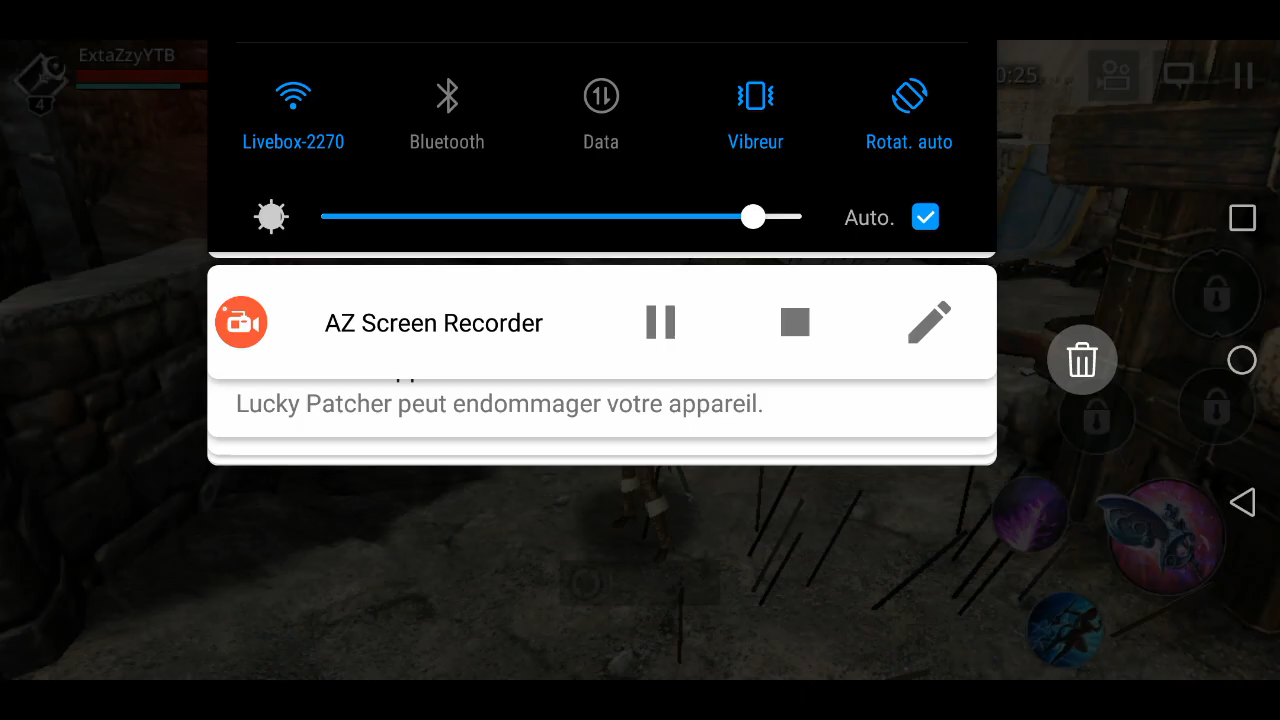 ExtaZzyYTB
0:25
4
Livebox-2270
Bluetooth
Data
Vibreur
Rotat. auto
Auto.
AZ Screen Recorder
Lucky Patcher peut endommager votre appareil.